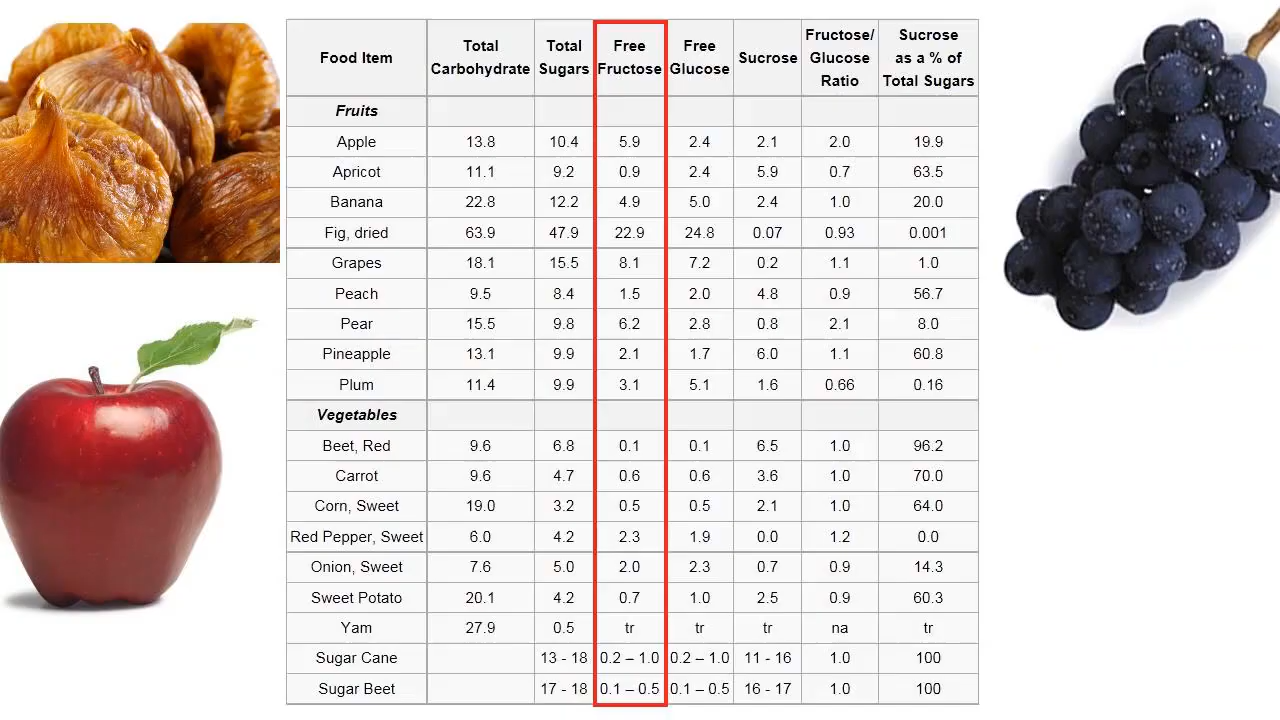 Food Item Total Carbohydrate Total Sugars Free Fructose Free Glucose Sucrose Fructose/ Glucose Ratio Sucrose as a % of Total Sugars
Fruits
Apple 13.8 10.4 5.9 2.4 2.1 2.0 19.9
Apricot 11.1 9.2 0.9 2.4 5.9 0.7 63.5
Banana 22.8 12.2 4.9 5.0 2.4 1.0 20.0
Fig, dried 63.9 47.9 22.9 24.8 0.07 0.93 0.001
Grapes 18.1 15.5 8.1 7.2 0.2 1.1 1.0
Peach 9.5 8.4 1.5 2.0 4.8 0.9 56.7
Pear 15.5 9.8 6.2 2.8 0.8 2.1 8.0
Pineapple 13.1 9.9 2.1 1.7 6.0 1.1 60.8
Plum 11.4 9.9 3.1 5.1 1.6 0.66 0.16
Vegetables
Beet, Red 9.6 6.8 0.1 0.1 6.5 1.0 96.2
Carrot 9.6 4.7 0.6 0.6 3.6 1.0 70.0
Corn, Sweet 19.0 3.2 0.5 0.5 2.1 1.0 64.0
Red Pepper, Sweet 6.0 4.2 2.3 1.9 0.0 1.2 0.0
Onion, Sweet 7.6 5.0 2.0 2.3 0.7 0.9 14.3
Sweet Potato 20.1 4.2 0.7 1.0 2.5 0.9 60.3
Yam 27.9 0.5 tr tr tr na tr
Sugar Cane 13 - 18 0.2 – 1.0 0.2 – 1.0 11 - 16 1.0 100
Sugar Beet 17 - 18 0.1 – 0.5 0.1 – 0.5 16 - 17 1.0 100